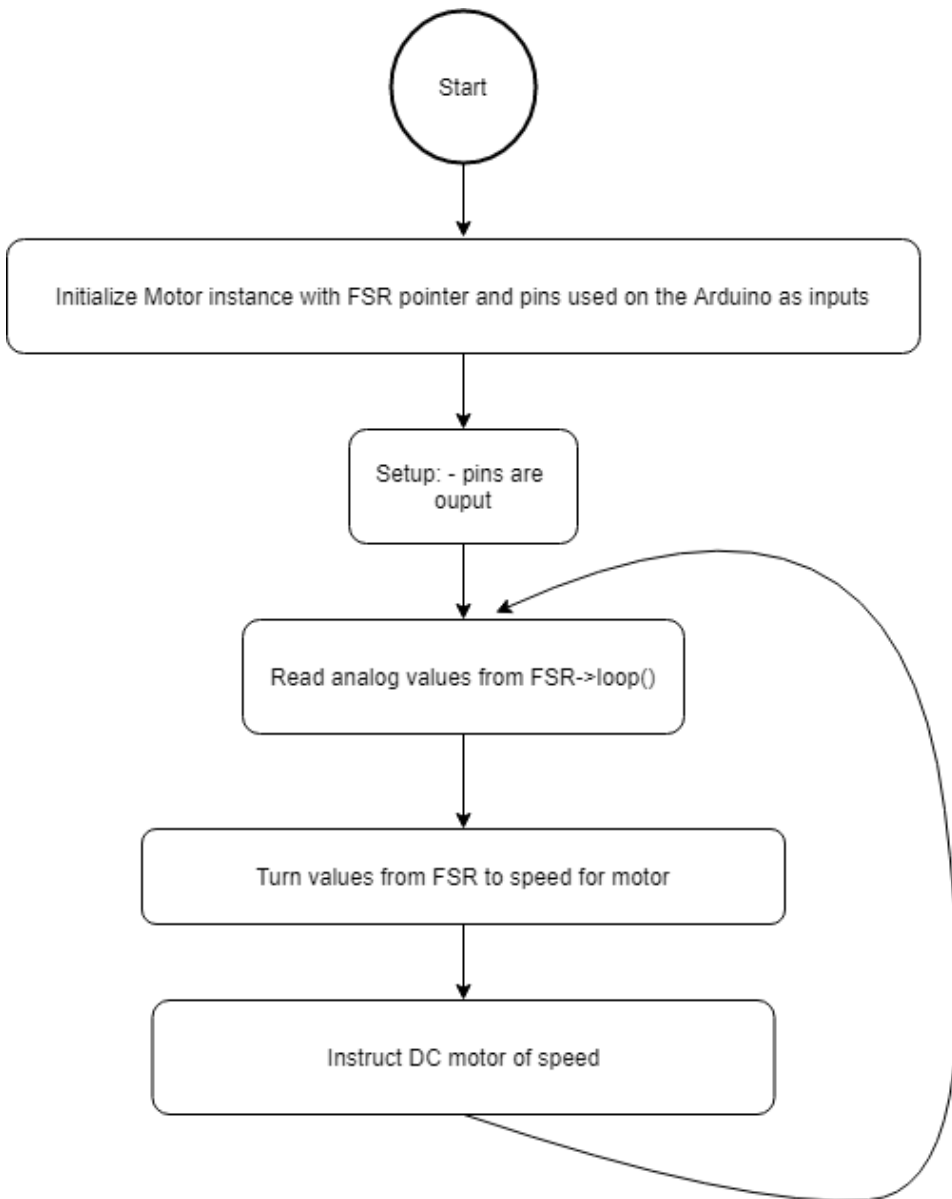 Start
Initialize Motor instance with FSR pointer and pins used on the Arduino as inputs
Setup: - pins are
ouput
Read analog values from FSR->loop()
Turn values from FSR to speed for motor
Instruct DC motor of speed